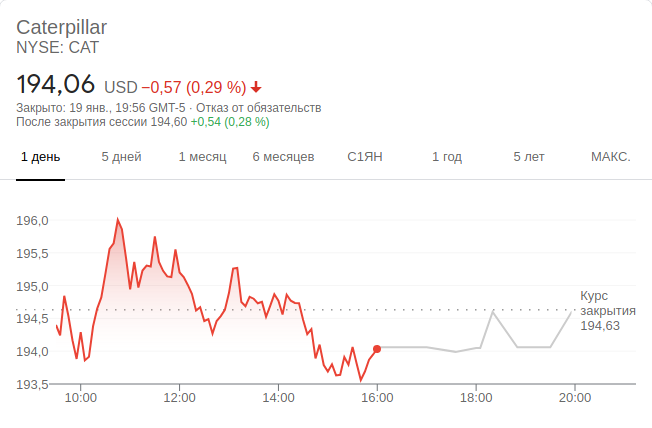 Caterpillar
NYSE: CAT
194,06 USD −0,57 (0,29 %)
Закрыто: 19 янв., 19:56 GMT-5 · Отказ от обязательств
После закрытия сессии 194,60 +0,54 (0,28 %)
1 день 5 дней 1 месяц 6 месяцев С1ЯН 1 год 5 лет МАКС.
196,0
195,5
195,0
194,5
194,0
193,5
Курс
закрытия
194,63
10:00 12:00 14:00 16:00 18:00 20:00